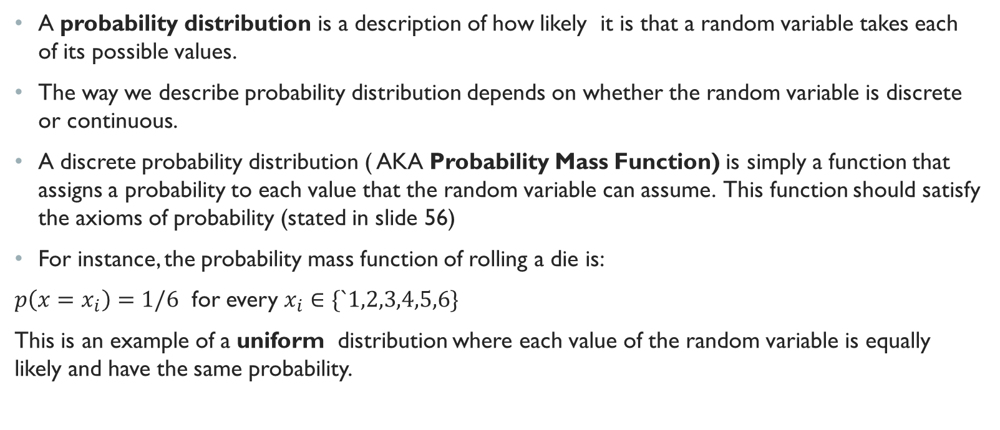 • A probability distribution is a description of how likely  it is that a random variable takes each
of its possible values.
• The way we describe probability distribution depends on whether the random variable is discrete
or continuous.
• A discrete probability distribution ( AKA Probability Mass Function) is simply a function that
assigns a probability to each value that the random variable can assume. This function should satisfy
the axioms of probability (stated in slide 56)
• For instance, the probability mass function of rolling a die is:
p(x = xᵢ) = 1/6  for every xᵢ ∈ {`1,2,3,4,5,6}
This is an example of a uniform  distribution where each value of the random variable is equally
likely and have the same probability.